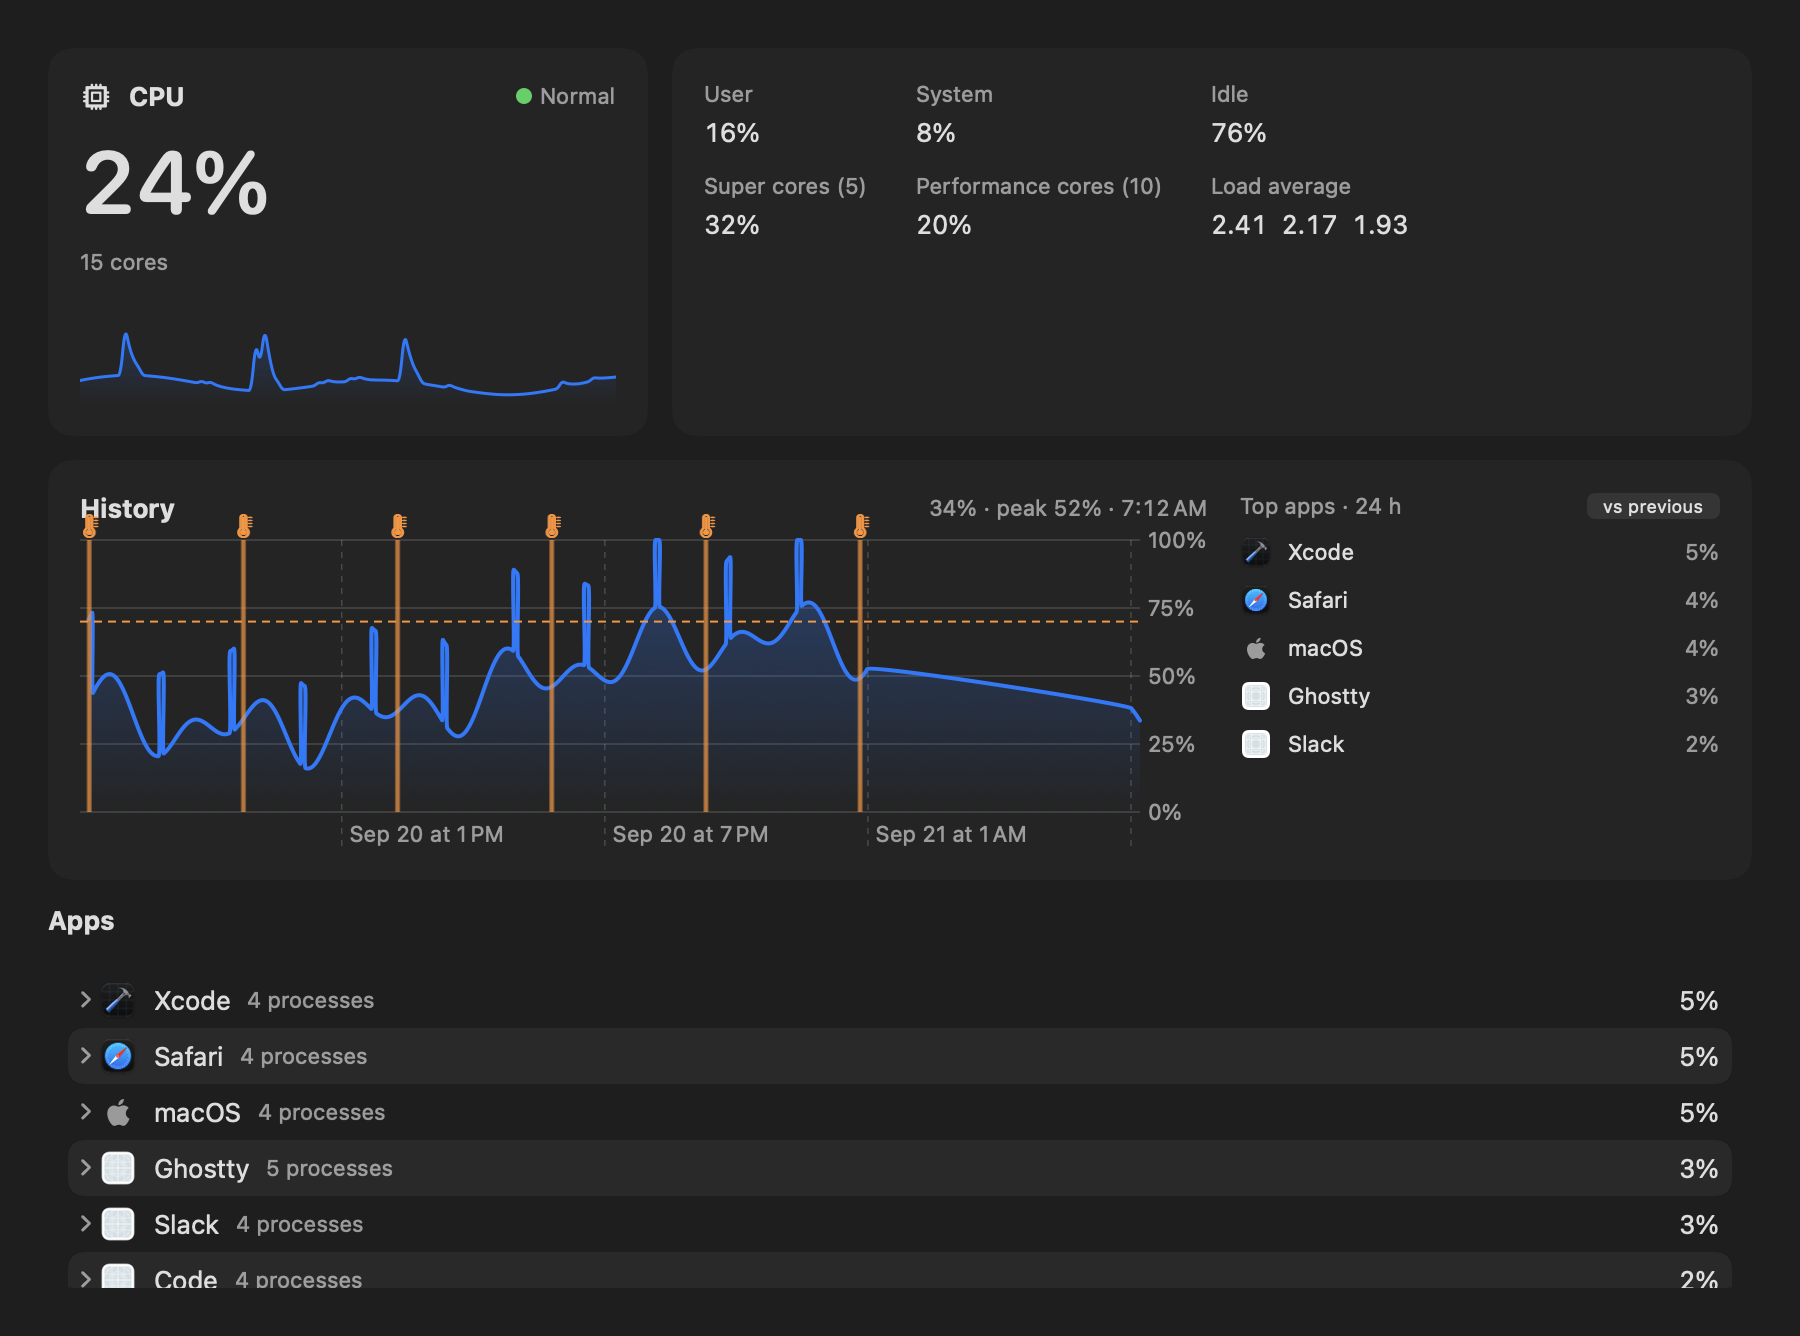 CPU
Normal
24%
15 cores
User
System
Idle
16%
8%
76%
Super cores (5)
Performance cores (10)
Load average
32%
20%
2.41 2.17 1.93
History
34% · peak 52% · 7:12 AM
100%
75%
50%
25%
0%
Sep 20 at 1 PM
Sep 20 at 7 PM
Sep 21 at 1 AM
Top apps · 24 h
vs previous
Xcode 5%
Safari 4%
macOS 4%
Ghostty 3%
Slack 2%
Apps
Xcode 4 processes 5%
Safari 4 processes 5%
macOS 4 processes 5%
Ghostty 5 processes 3%
Slack 4 processes 3%
Code 4 processes 2%